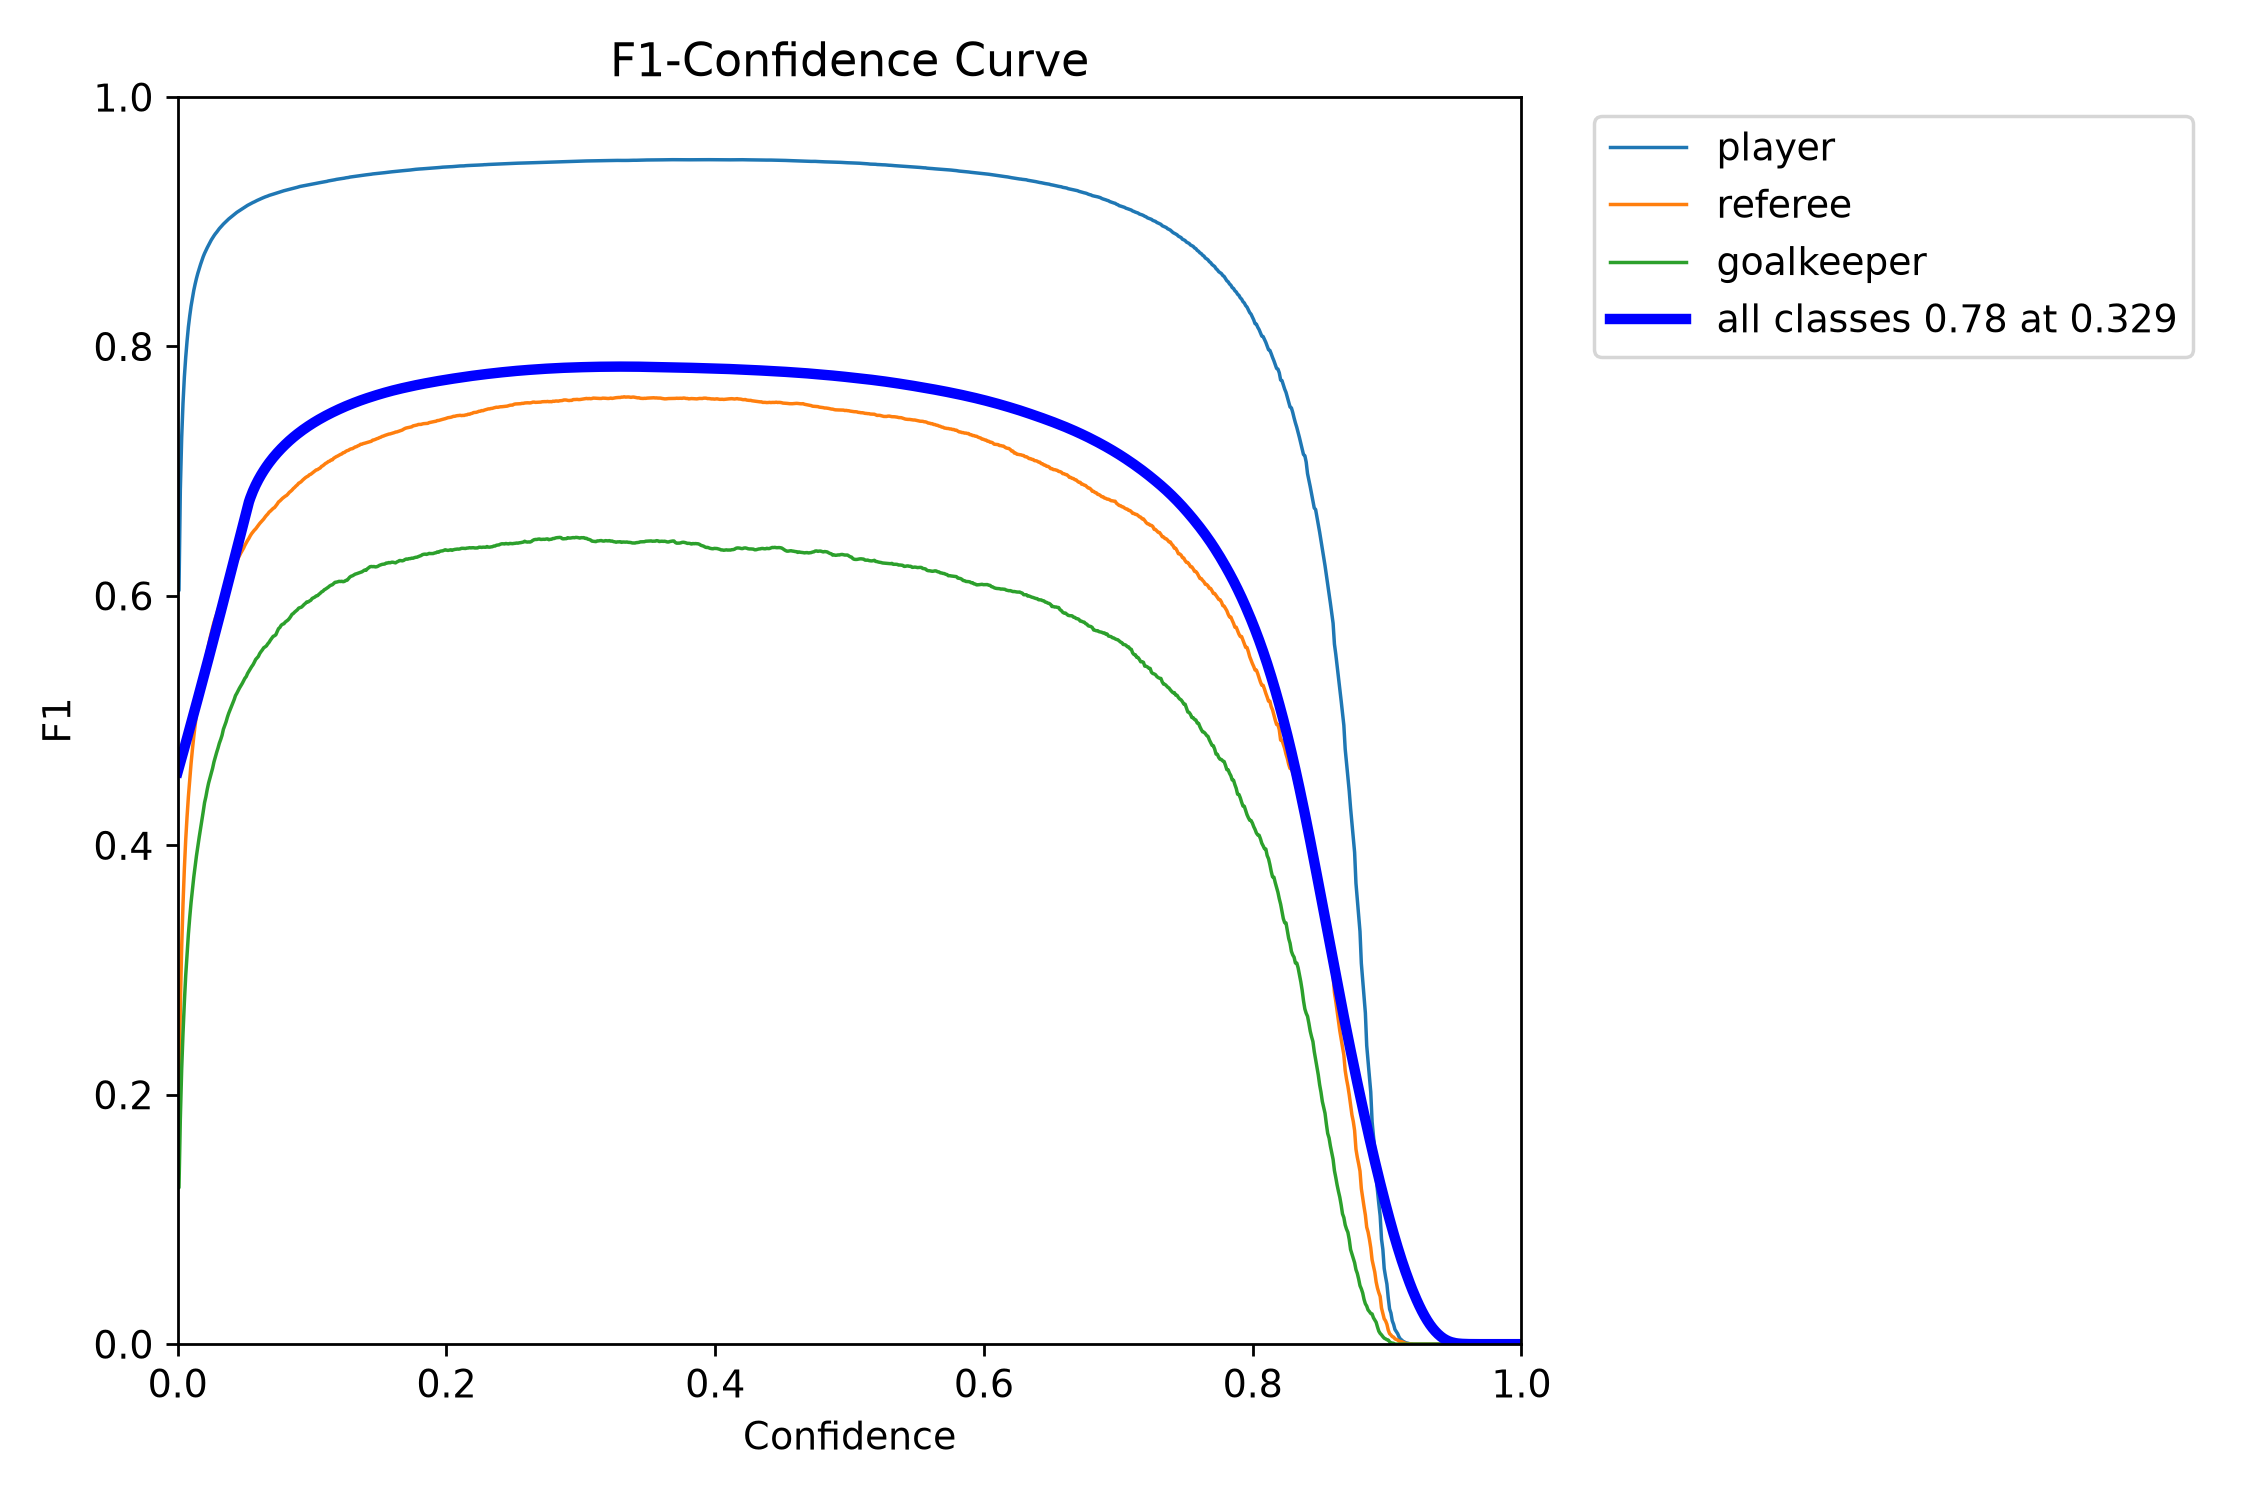 F1-Confidence Curve
1.0
0.8
0.6
0.4
0.2
0.0
F1
0.0 0.2 0.4 0.6 0.8 1.0
Confidence
player
referee
goalkeeper
all classes 0.78 at 0.329